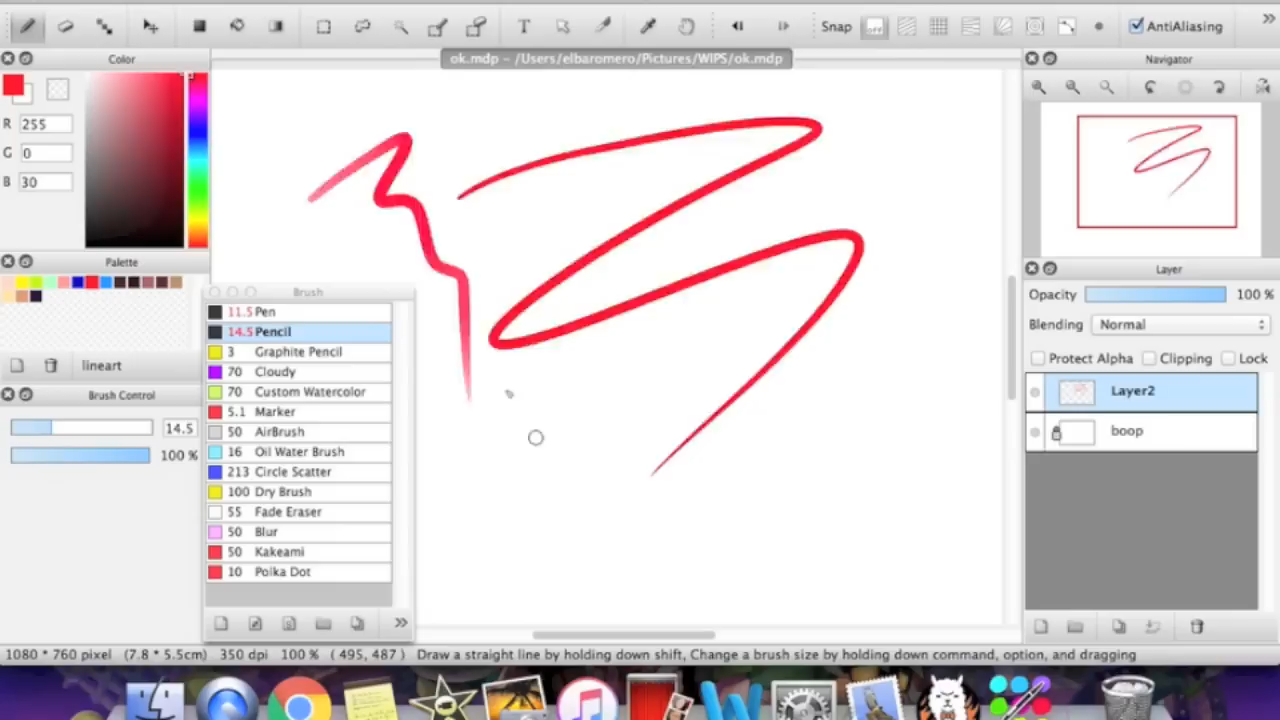 Snap
off
AntiAliasing
»
Color
ok.mdp - /Users/elbaromero/Pictures/WIPS/ok.mdp
Navigator
R 255
G 0
B 30
Palette
Layer
Brush
Opacity 100 %
11.5 Pen
Blending Normal
14.5 Pencil
3 Graphite Pencil
Protect Alpha Clipping Lock
lineart
70 Cloudy
Brush Control
70 Custom Watercolor
Layer2
5.1 Marker
14.5
50 AirBrush
boop
100 %
16 Oil Water Brush
213 Circle Scatter
100 Dry Brush
55 Fade Eraser
50 Blur
50 Kakeami
10 Polka Dot
»
1080 * 760 pixel (7.8 * 5.5cm) 350 dpi 100 % ( 495, 487 ) Draw a straight line by holding down shift, Change a brush size by holding down command, option, and dragging